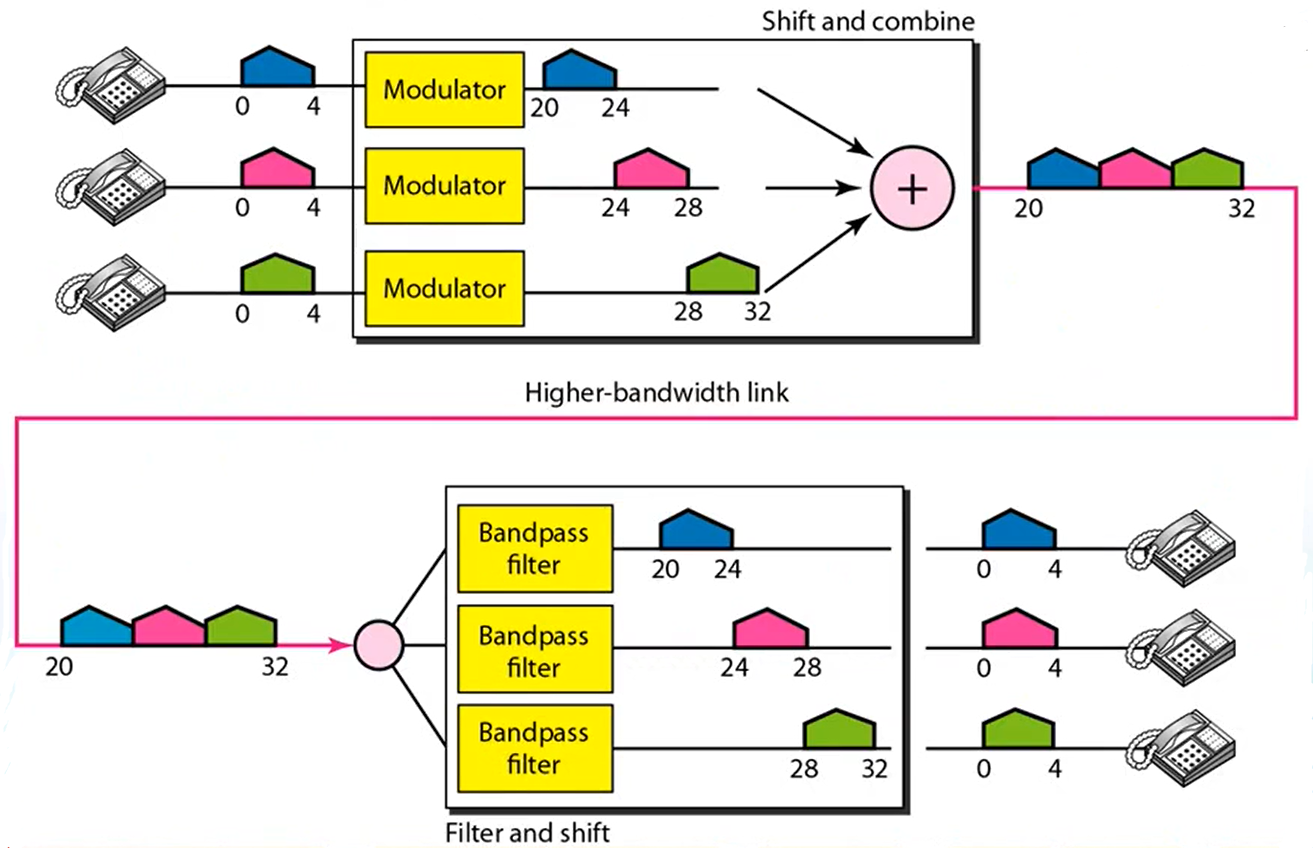 Shift and combine
0 4
Modulator
20 24
0 4
Modulator
24 28
+
20 32
0 4
Modulator
28 32
Higher-bandwidth link
Bandpass
filter
20 24
0 4
20 32
Bandpass
filter
24 28
0 4
Bandpass
filter
28 32
0 4
Filter and shift